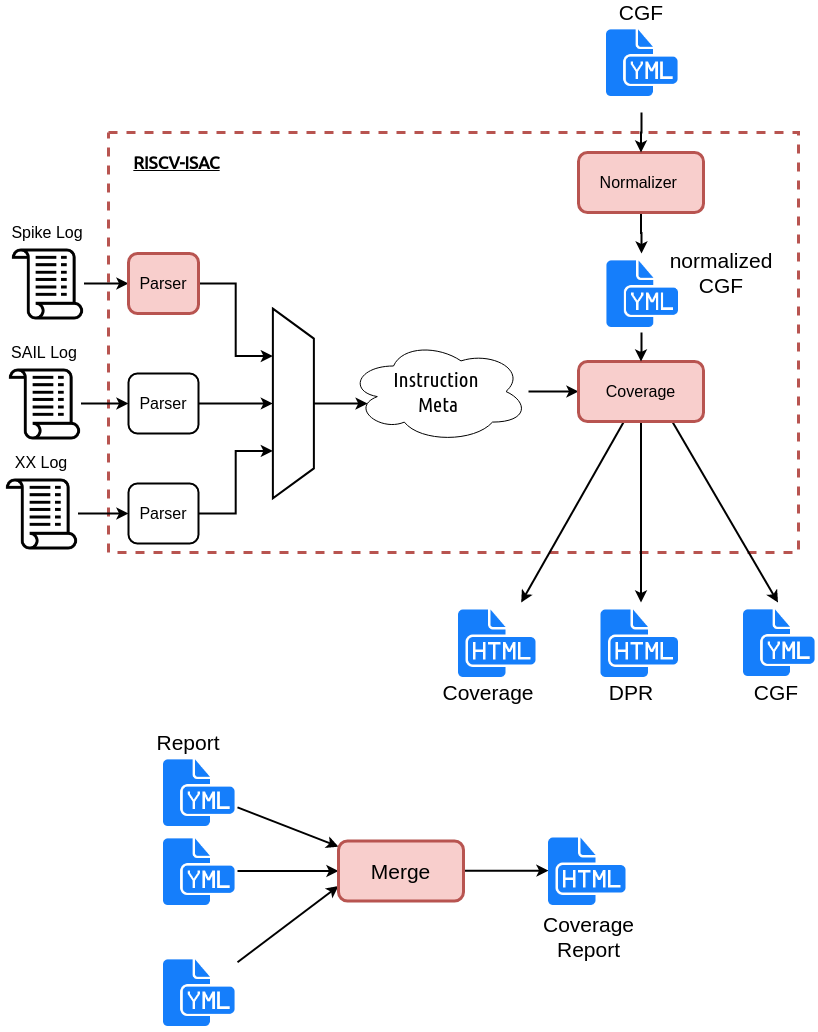 CGF
YML
RISCV-ISAC
Normalizer
Spike Log
Parser
normalized
CGF
YML
SAIL Log
Parser
Instruction
Meta
Coverage
XX Log
Parser
HTML
HTML
YML
Coverage
DPR
CGF
Report
YML
YML
Merge
HTML
Coverage
Report
YML